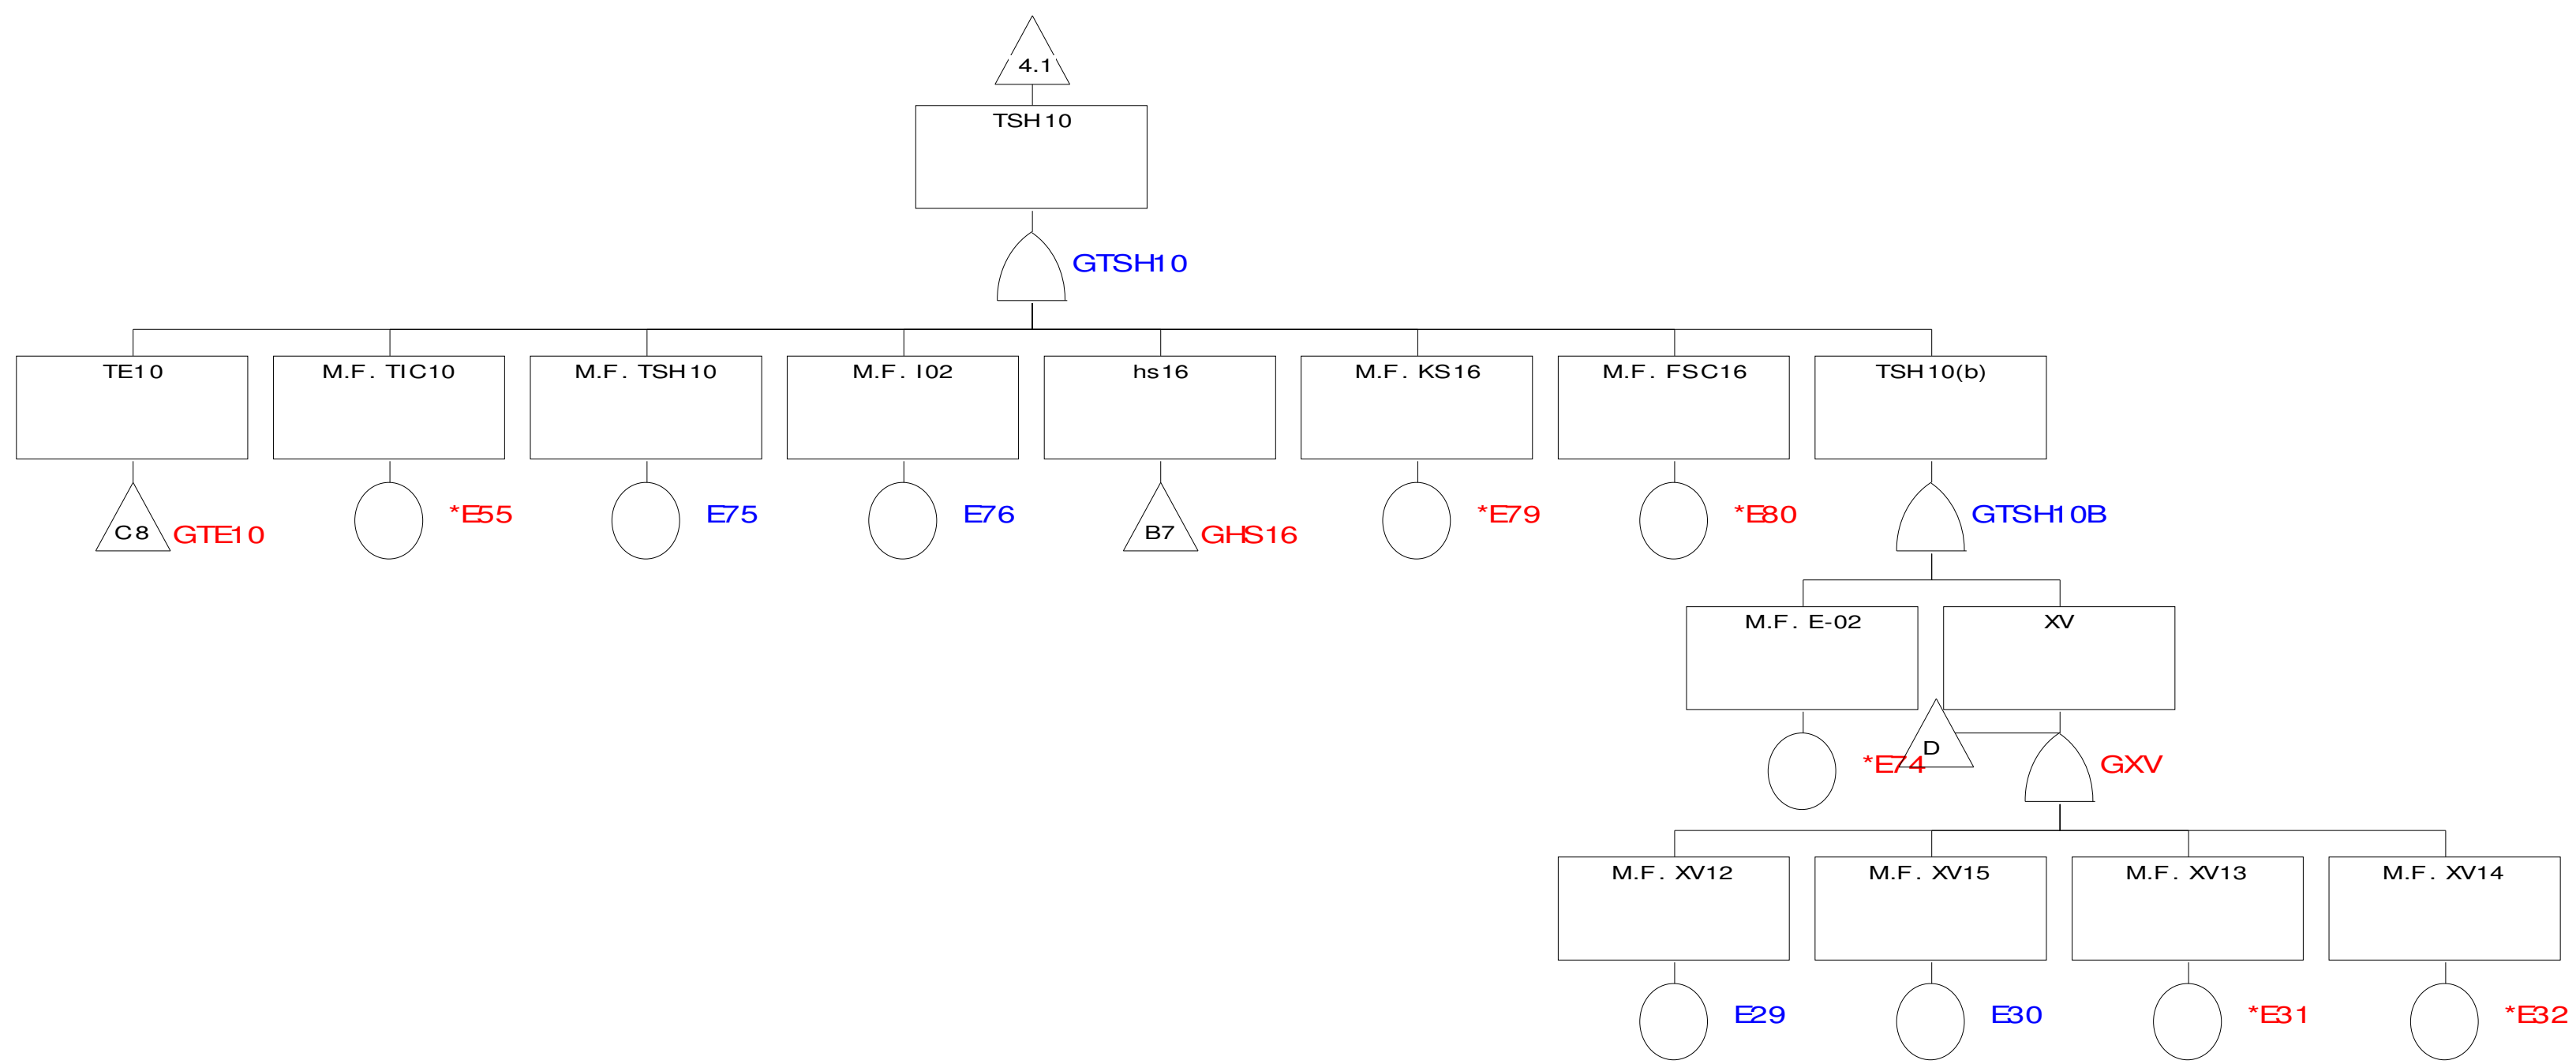 4.1
TSH10
GTSH10
TE10
M.F. TIC10
M.F. TSH10
M.F. I02
hs16
M.F. KS16
M.F. FSC16
TSH10(b)
C8
GTE10
*E55
E75
E76
B7
GHS16
*E79
*E80
GTSH10B
M.F. E-02
XV
*E74
D
GXV
M.F. XV12
M.F. XV15
M.F. XV13
M.F. XV14
E29
E30
*E31
*E32